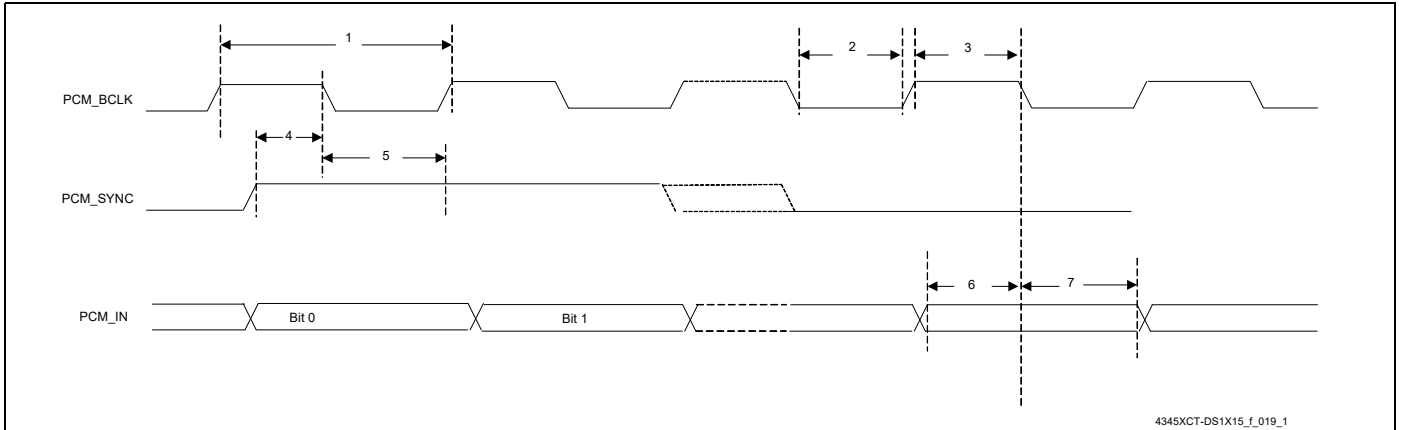 1
2
3
PCM_BCLK
4
5
PCM_SYNC
6
7
PCM_IN
Bit 0
Bit 1
4345XCT-DS1X15_f_019_1